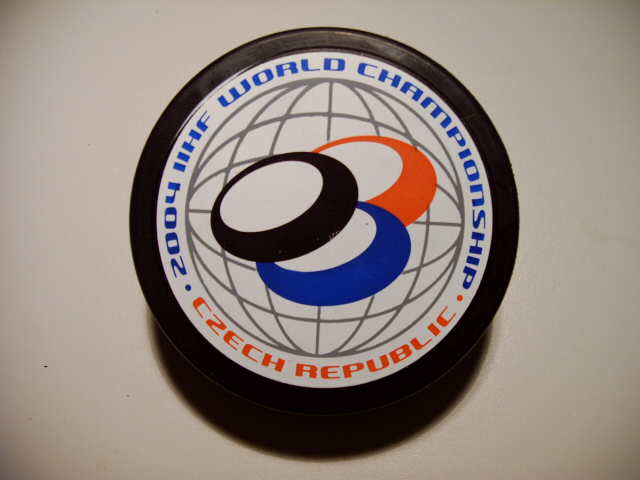 2004 IIHF WORLD CHAMPIONSHIP
CZECH REPUBLIC